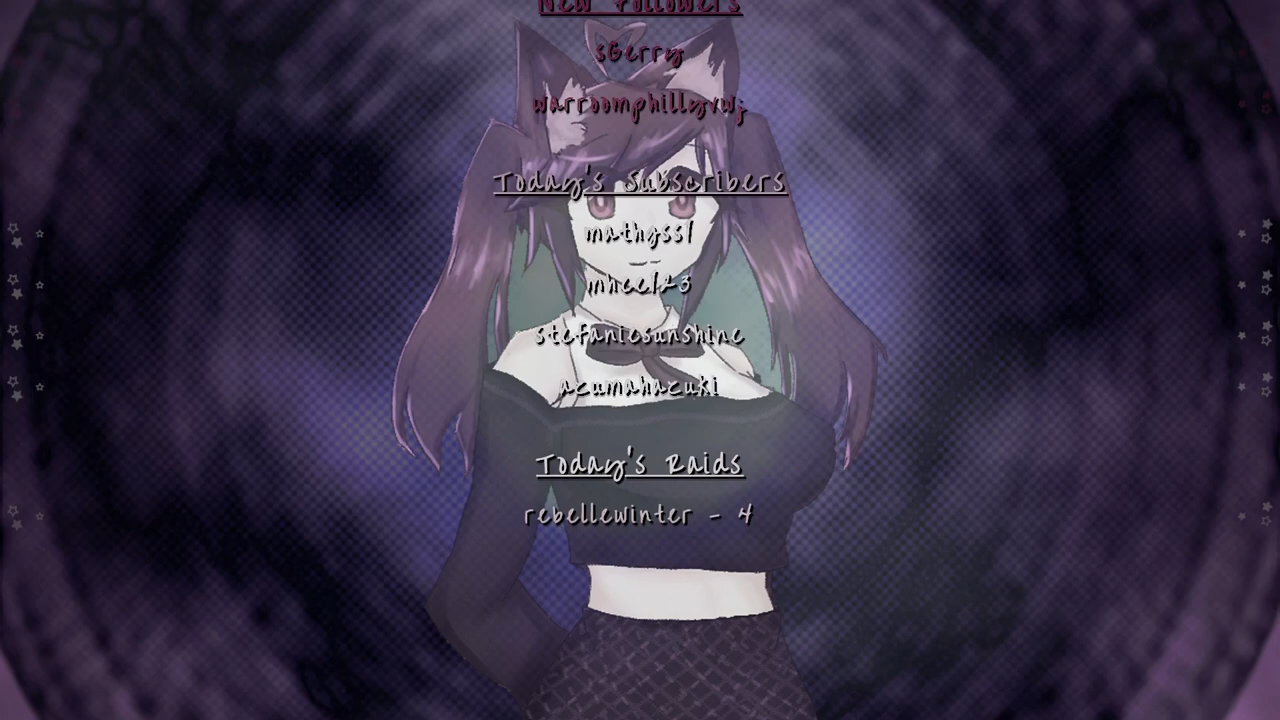 New Followers
sGerry
warroomphillyvwj
Today's Subscribers
mathyss1
mhee123
stefaniesunshine
azumahazuki
Today's Raids
rebellewinter - 4